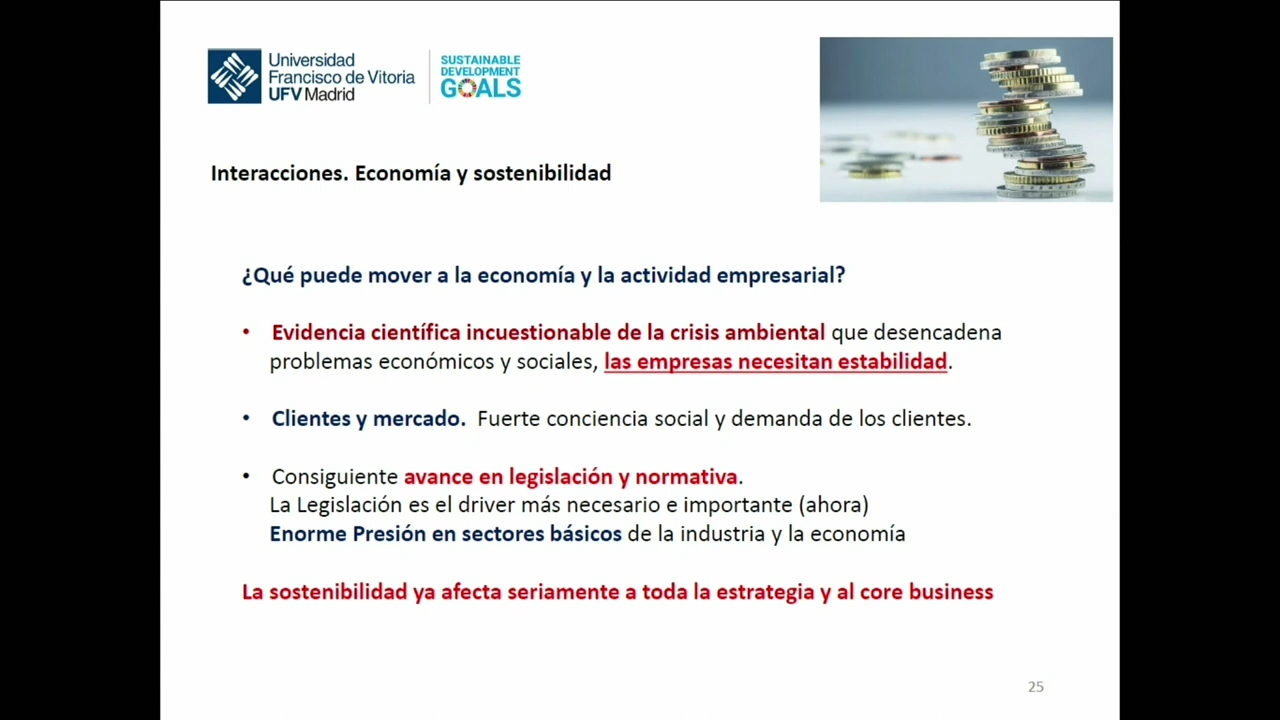 Universidad
Francisco de Vitoria
UFV Madrid
SUSTAINABLE
DEVELOPMENT
GOALS
Interacciones. Economía y sostenibilidad
¿Qué puede mover a la economía y la actividad empresarial?
• Evidencia científica incuestionable de la crisis ambiental que desencadena
problemas económicos y sociales, las empresas necesitan estabilidad.
• Clientes y mercado. Fuerte conciencia social y demanda de los clientes.
• Consiguiente avance en legislación y normativa.
La Legislación es el driver más necesario e importante (ahora)
Enorme Presión en sectores básicos de la industria y la economía
La sostenibilidad ya afecta seriamente a toda la estrategia y al core business
25